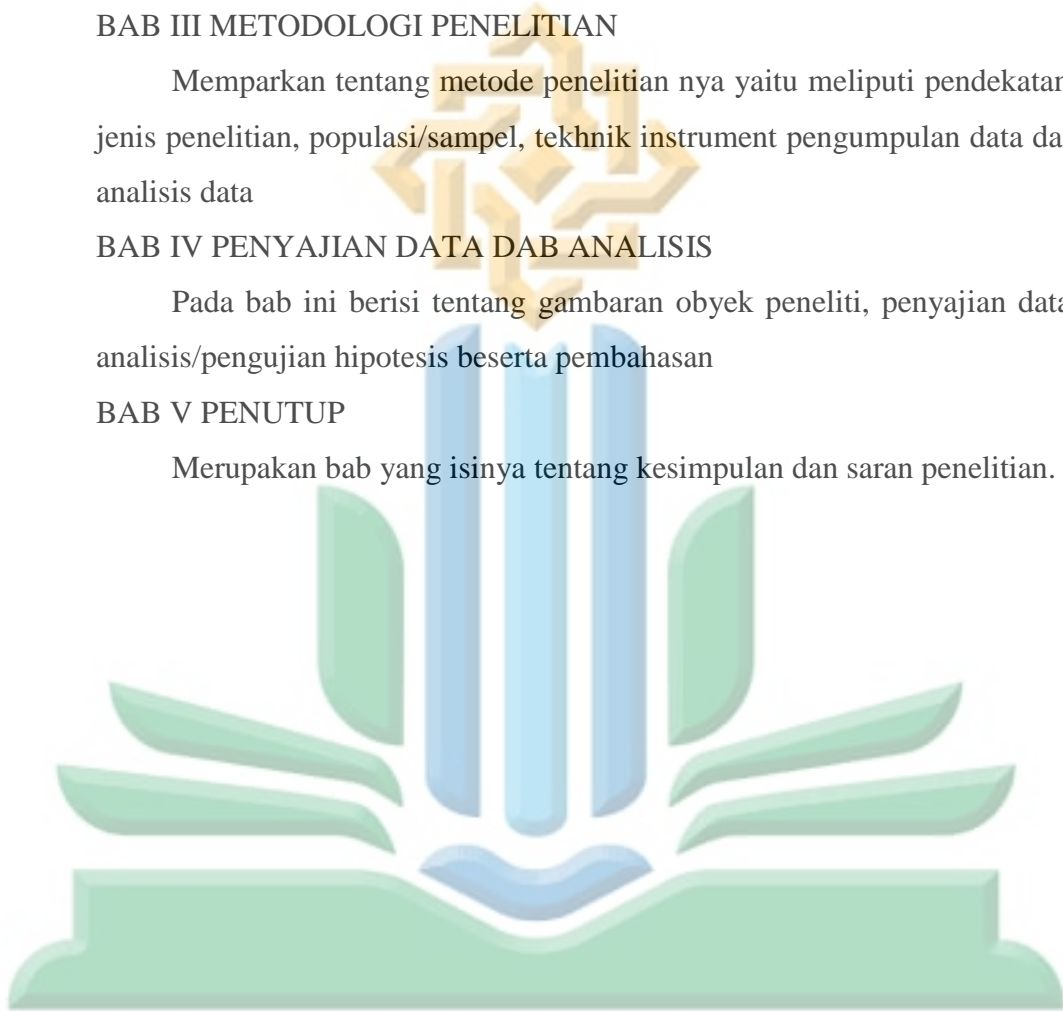 BAB III METODOLOGI PENELITIAN
Memparkan tentang metode penelitian nya yaitu meliputi pendekatan
jenis penelitian, populasi/sampel, tekhnik instrument pengumpulan data da
analisis data
BAB IV PENYAJIAN DATA DAB ANALISIS
Pada bab ini berisi tentang gambaran obyek peneliti, penyajian data
analisis/pengujian hipotesis beserta pembahasan
BAB V PENUTUP
Merupakan bab yang isinya tentang kesimpulan dan saran penelitian.